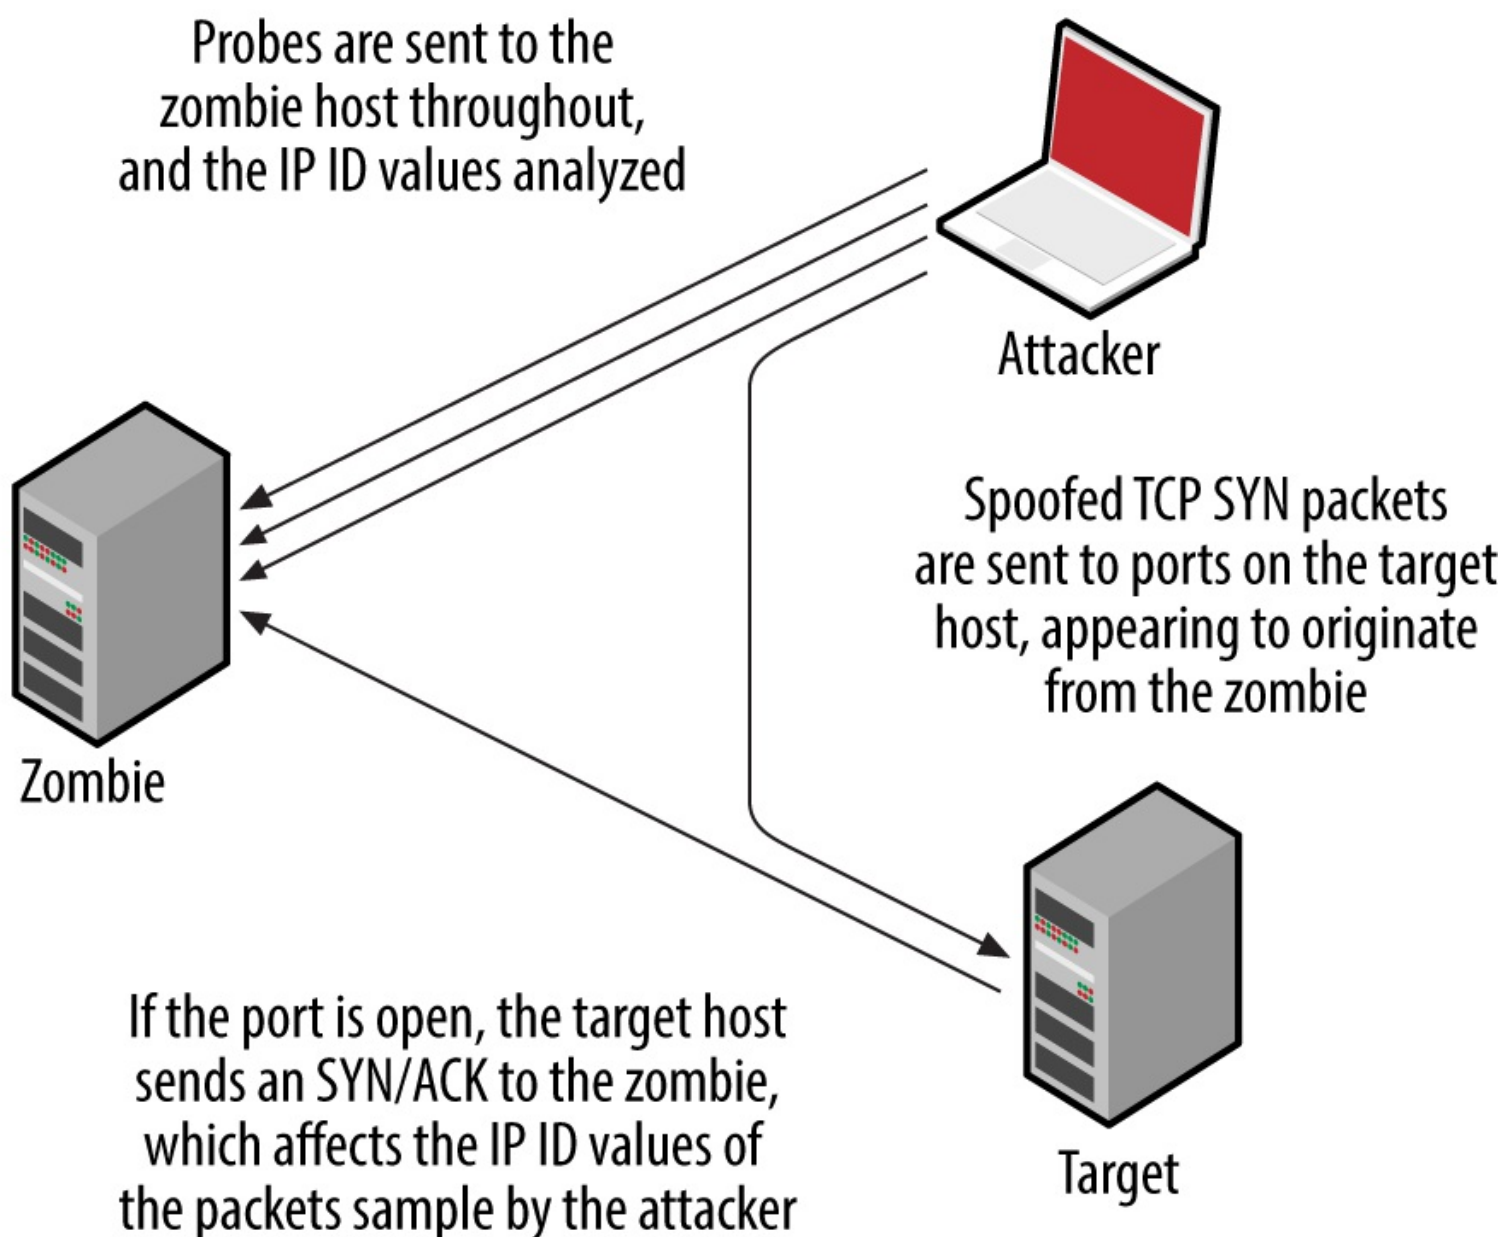 Probes are sent to the
zombie host throughout,
and the IP ID values analyzed
Attacker
Spoofed TCP SYN packets
are sent to ports on the target
host, appearing to originate
from the zombie
Zombie
If the port is open, the target host
sends an SYN/ACK to the zombie,
which affects the IP ID values of
the packets sample by the attacker
Target